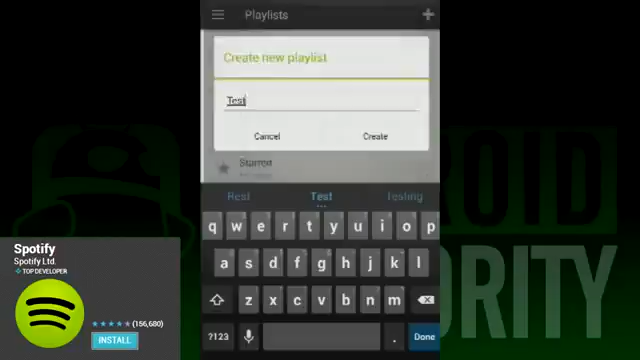 Playlists
Create new playlist
Test
Cancel
Create
Starred
Rest
Test
Testing
q w e r t y u i o p
a s d f g h j k l
z x c v b n m
?123
.
Done
Spotify
Spotify Ltd.
TOP DEVELOPER
(156,680)
INSTALL